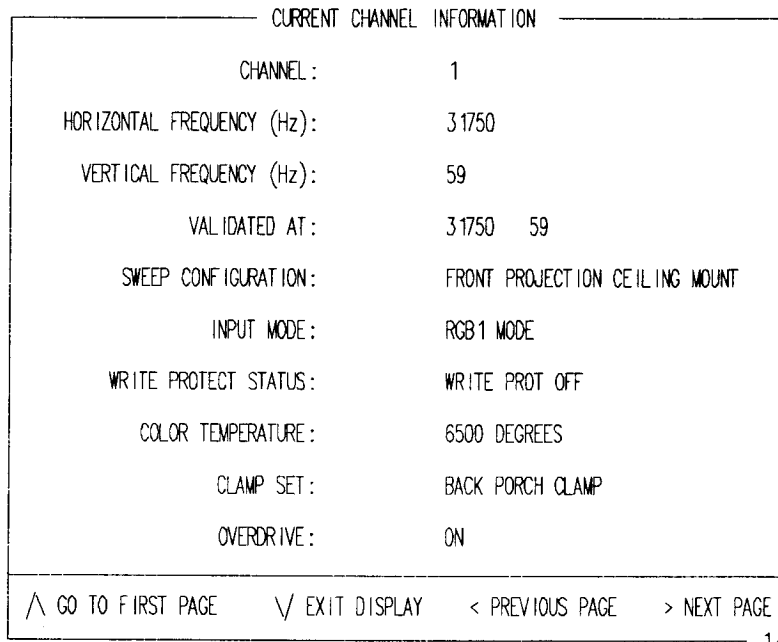 CURRENT CHANNEL INFORMATION
CHANNEL: 1
HORIZONTAL FREQUENCY (Hz): 31750
VERTICAL FREQUENCY (Hz): 59
VALIDATED AT: 31750 59
SWEEP CONFIGURATION: FRONT PROJECTION CEILING MOUNT
INPUT MODE: RGB1 MODE
WRITE PROTECT STATUS: WRITE PROT OFF
COLOR TEMPERATURE: 6500 DEGREES
CLAMP SET: BACK PORCH CLAMP
OVERDRIVE: ON
/\ GO TO FIRST PAGE \/ EXIT DISPLAY < PREVIOUS PAGE > NEXT PAGE